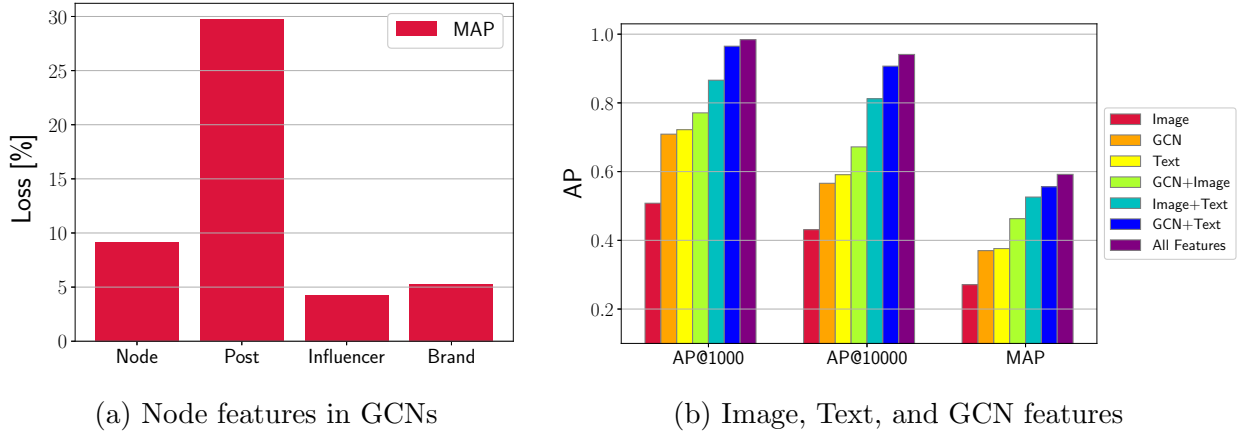 30
25
20
15
10
5
0
Loss [%]
MAP
Node Post Influencer Brand
(a) Node features in GCNs
1.0
0.8
0.6
0.4
0.2
AP
AP@1000 AP@10000 MAP
Image
GCN
Text
GCN+Image
Image+Text
GCN+Text
All Features
(b) Image, Text, and GCN features